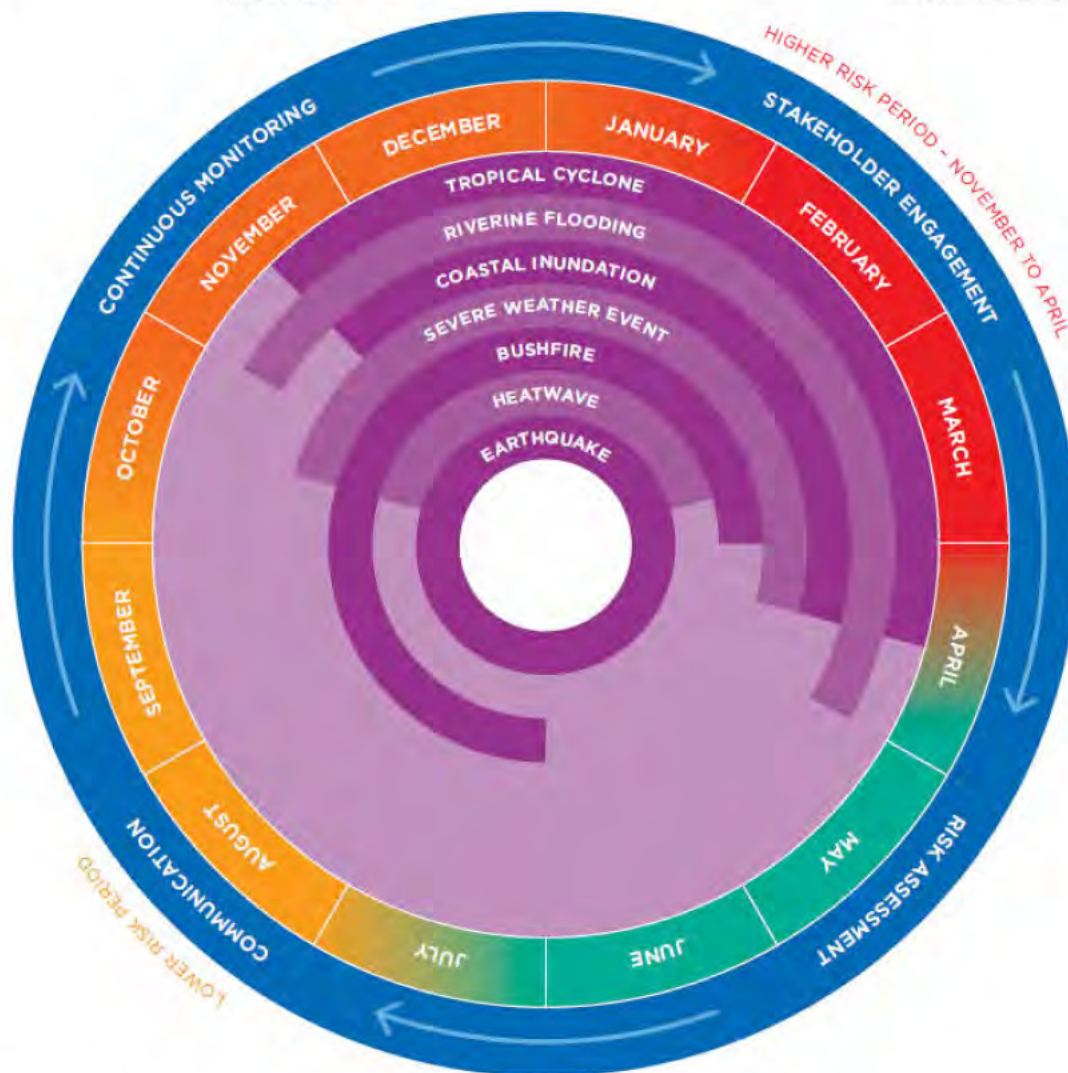 HIGHER RISK PERIOD - NOVEMBER TO APRIL
CONTINUOUS MONITORING
STAKEHOLDER ENGAGEMENT
RISK ASSESSMENT
COMMUNICATION
LOWER RISK PERIOD
JANUARY
FEBRUARY
MARCH
APRIL
MAY
JUNE
JULY
AUGUST
SEPTEMBER
OCTOBER
NOVEMBER
DECEMBER
TROPICAL CYCLONE
RIVERINE FLOODING
COASTAL INUNDATION
SEVERE WEATHER EVENT
BUSHFIRE
HEATWAVE
EARTHQUAKE